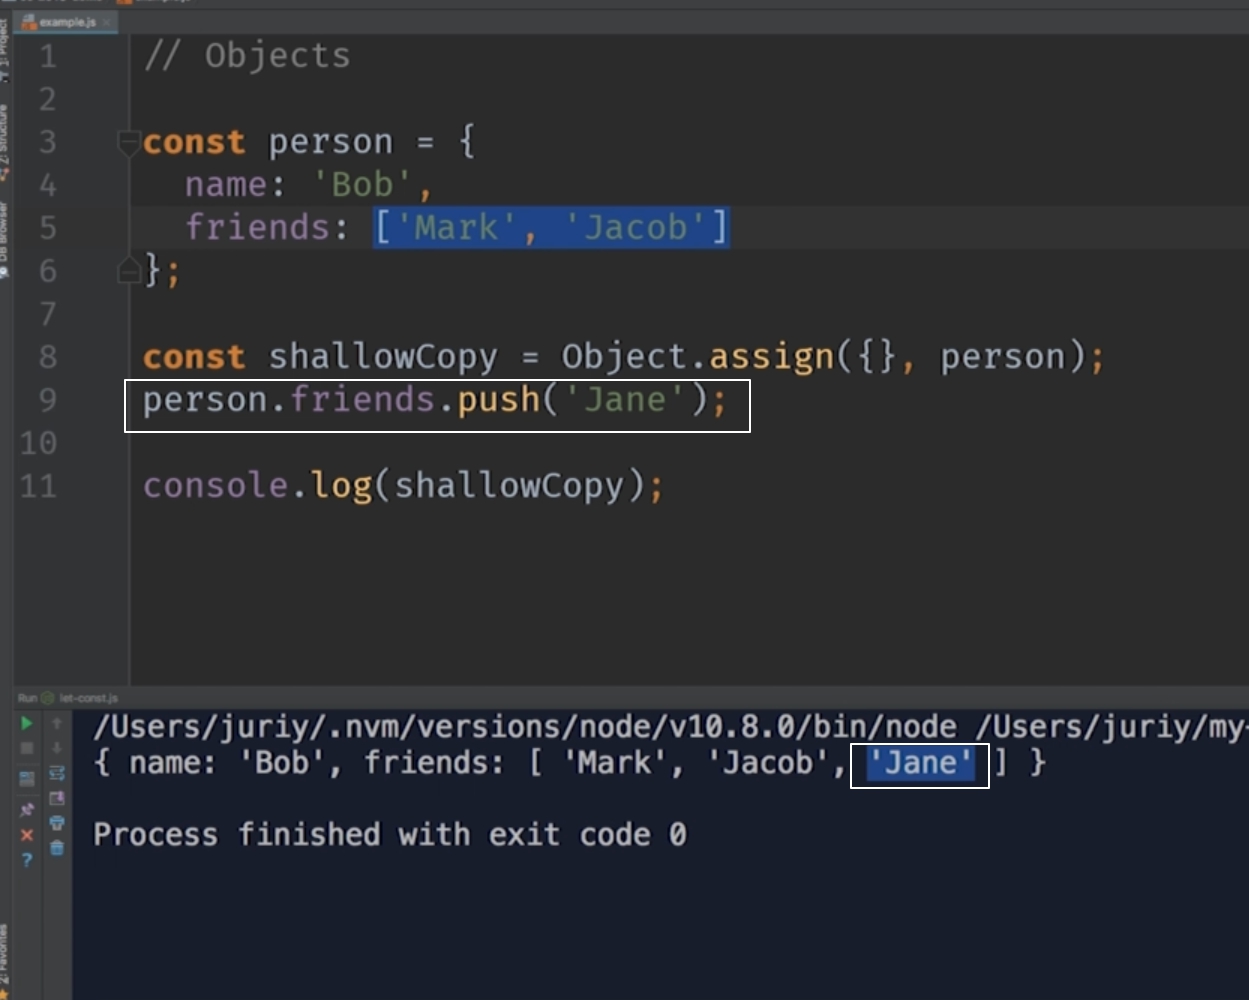 example.js
1 // Objects
2
3 const person = {
4 name: 'Bob',
5 friends: ['Mark', 'Jacob']
6 };
7
8 const shallowCopy = Object.assign({}, person);
9 person.friends.push('Jane');
10
11 console.log(shallowCopy);
1: Project
Z: Structure
DB Browser
2: Favorites
Run let-const.js
/Users/juriy/.nvm/versions/node/v10.8.0/bin/node /Users/juriy/my-
{ name: 'Bob', friends: [ 'Mark', 'Jacob', 'Jane' ] }
Process finished with exit code 0